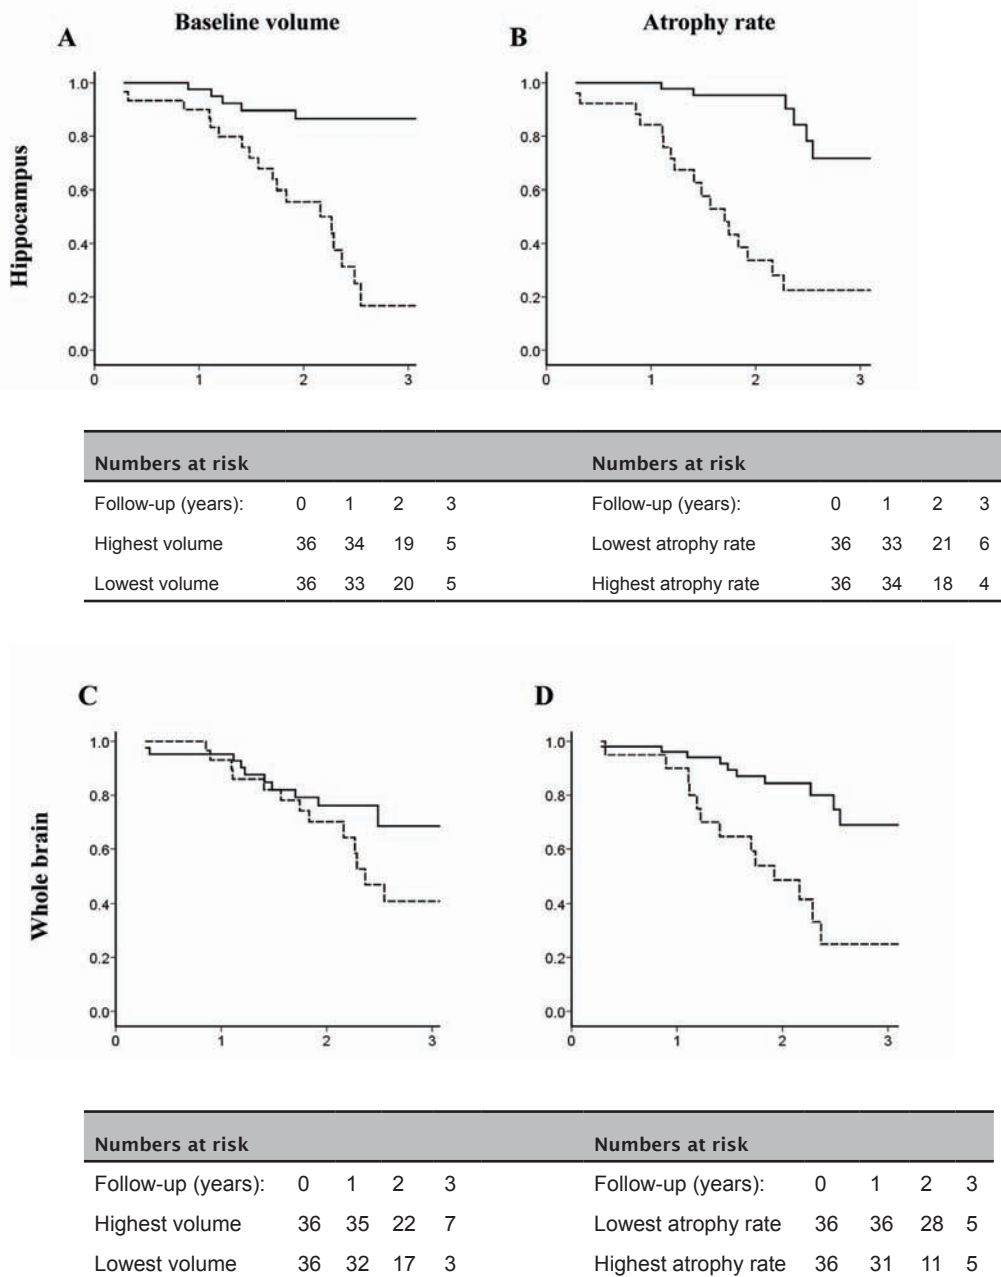 Baseline volume
Atrophy rate
A
B
Hippocampus
1.0
0.8
0.6
0.4
0.2
0.0
0 1 2 3
1.0
0.8
0.6
0.4
0.2
0.0
0 1 2 3
Numbers at risk Numbers at risk
Follow-up (years): 0 1 2 3 Follow-up (years): 0 1 2 3
Highest volume 36 34 19 5 Lowest atrophy rate 36 33 21 6
Lowest volume 36 33 20 5 Highest atrophy rate 36 34 18 4
C
D
Whole brain
1.0
0.8
0.6
0.4
0.2
0.0
0 1 2 3
1.0
0.8
0.6
0.4
0.2
0.0
0 1 2 3
Numbers at risk Numbers at risk
Follow-up (years): 0 1 2 3 Follow-up (years): 0 1 2 3
Highest volume 36 35 22 7 Lowest atrophy rate 36 36 28 5
Lowest volume 36 32 17 3 Highest atrophy rate 36 31 11 5